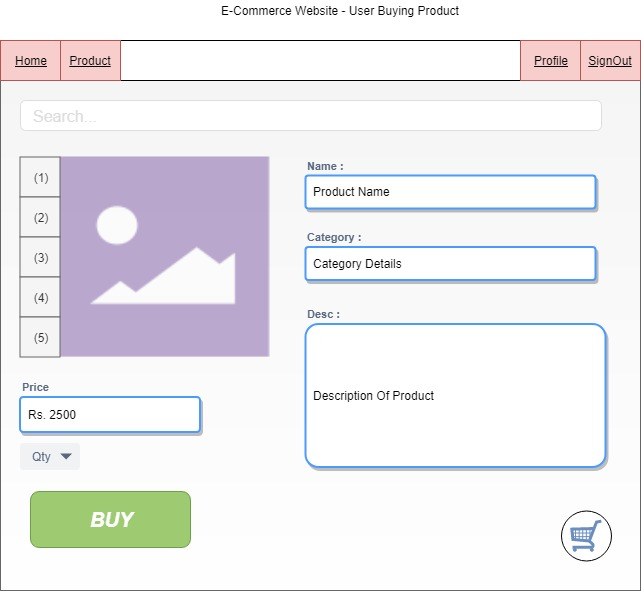 E-Commerce Website - User Buying Product
Home
Product
Profile
SignOut
Search...
(1)
(2)
(3)
(4)
(5)
Name :
Product Name
Category :
Category Details
Desc :
Description Of Product
Price
Rs. 2500
Qty
BUY